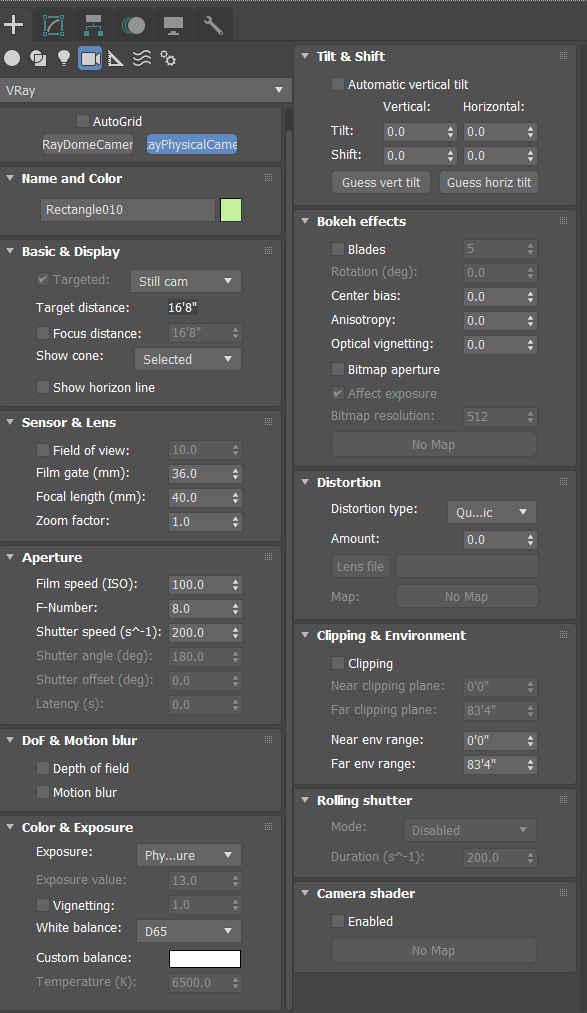 VRay
AutoGrid
RayDomeCamer
ayPhysicalCame
Name and Color
Rectangle010
Basic & Display
Targeted: Still cam
Target distance: 16'8"
Focus distance: 16'8"
Show cone: Selected
Show horizon line
Sensor & Lens
Field of view: 10.0
Film gate (mm): 36.0
Focal length (mm): 40.0
Zoom factor: 1.0
Aperture
Film speed (ISO): 100.0
F-Number: 8.0
Shutter speed (s^-1): 200.0
Shutter angle (deg): 180.0
Shutter offset (deg): 0.0
Latency (s): 0.0
DoF & Motion blur
Depth of field
Motion blur
Color & Exposure
Exposure: Phy...ure
Exposure value: 13.0
Vignetting: 1.0
White balance: D65
Custom balance:
Temperature (K): 6500.0
Tilt & Shift
Automatic vertical tilt
Vertical: Horizontal:
Tilt: 0.0 0.0
Shift: 0.0 0.0
Guess vert tilt Guess horiz tilt
Bokeh effects
Blades 5
Rotation (deg): 0.0
Center bias: 0.0
Anisotropy: 0.0
Optical vignetting: 0.0
Bitmap aperture
Affect exposure
Bitmap resolution: 512
No Map
Distortion
Distortion type: Qu...ic
Amount: 0.0
Lens file
Map: No Map
Clipping & Environment
Clipping
Near clipping plane: 0'0"
Far clipping plane: 83'4"
Near env range: 0'0"
Far env range: 83'4"
Rolling shutter
Mode: Disabled
Duration (s^-1): 200.0
Camera shader
Enabled
No Map